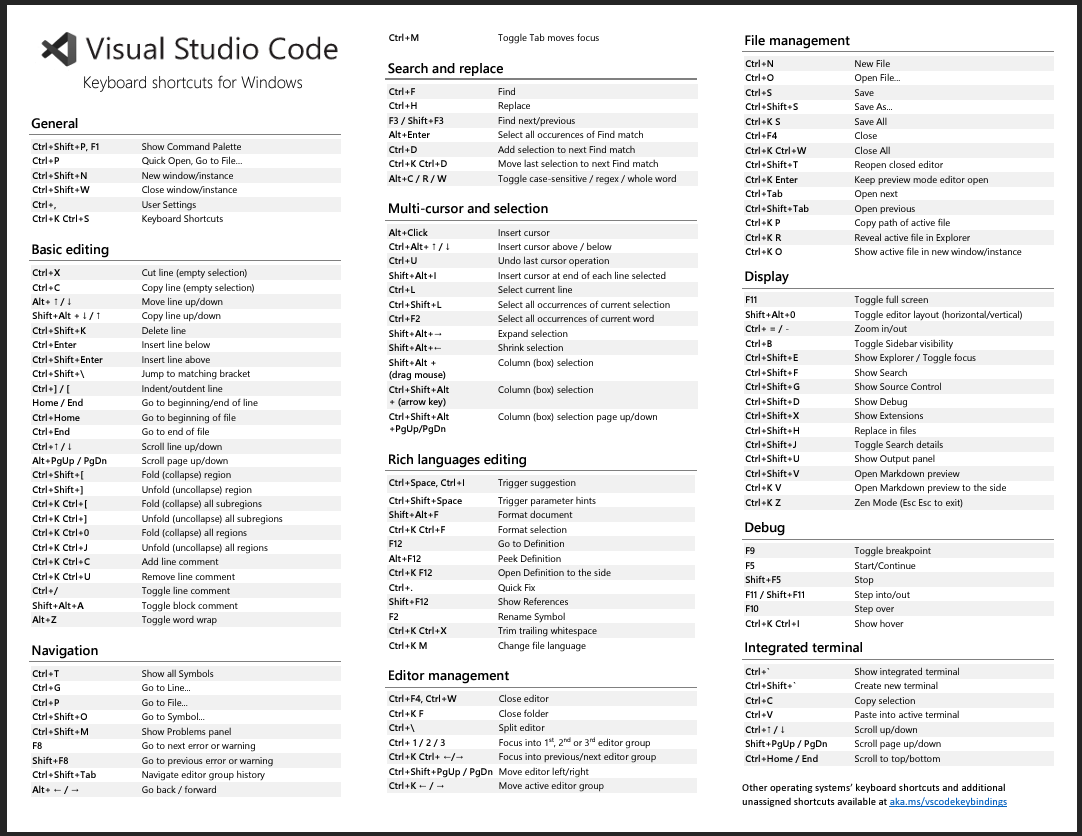 Visual Studio Code
Keyboard shortcuts for Windows
General
Ctrl+Shift+P, F1 Show Command Palette
Ctrl+P Quick Open, Go to File…
Ctrl+Shift+N New window/instance
Ctrl+Shift+W Close window/instance
Ctrl+, User Settings
Ctrl+K Ctrl+S Keyboard Shortcuts
Basic editing
Ctrl+X Cut line (empty selection)
Ctrl+C Copy line (empty selection)
Alt+ ↑ / ↓ Move line up/down
Shift+Alt + ↓ / ↑ Copy line up/down
Ctrl+Shift+K Delete line
Ctrl+Enter Insert line below
Ctrl+Shift+Enter Insert line above
Ctrl+Shift+\ Jump to matching bracket
Ctrl+] / [ Indent/outdent line
Home / End Go to beginning/end of line
Ctrl+Home Go to beginning of file
Ctrl+End Go to end of file
Ctrl+↑ / ↓ Scroll line up/down
Alt+PgUp / PgDn Scroll page up/down
Ctrl+Shift+[ Fold (collapse) region
Ctrl+Shift+] Unfold (uncollapse) region
Ctrl+K Ctrl+[ Fold (collapse) all subregions
Ctrl+K Ctrl+] Unfold (uncollapse) all subregions
Ctrl+K Ctrl+0 Fold (collapse) all regions
Ctrl+K Ctrl+J Unfold (uncollapse) all regions
Ctrl+K Ctrl+C Add line comment
Ctrl+K Ctrl+U Remove line comment
Ctrl+/ Toggle line comment
Shift+Alt+A Toggle block comment
Alt+Z Toggle word wrap
Navigation
Ctrl+T Show all Symbols
Ctrl+G Go to Line...
Ctrl+P Go to File...
Ctrl+Shift+O Go to Symbol...
Ctrl+Shift+M Show Problems panel
F8 Go to next error or warning
Shift+F8 Go to previous error or warning
Ctrl+Shift+Tab Navigate editor group history
Alt+ ← / → Go back / forward
Ctrl+M Toggle Tab moves focus
Search and replace
Ctrl+F Find
Ctrl+H Replace
F3 / Shift+F3 Find next/previous
Alt+Enter Select all occurences of Find match
Ctrl+D Add selection to next Find match
Ctrl+K Ctrl+D Move last selection to next Find match
Alt+C / R / W Toggle case-sensitive / regex / whole word
Multi-cursor and selection
Alt+Click Insert cursor
Ctrl+Alt+ ↑ / ↓ Insert cursor above / below
Ctrl+U Undo last cursor operation
Shift+Alt+I Insert cursor at end of each line selected
Ctrl+L Select current line
Ctrl+Shift+L Select all occurrences of current selection
Ctrl+F2 Select all occurrences of current word
Shift+Alt+→ Expand selection
Shift+Alt+← Shrink selection
Shift+Alt + Column (box) selection
(drag mouse)
Ctrl+Shift+Alt Column (box) selection
+ (arrow key)
Ctrl+Shift+Alt Column (box) selection page up/down
+PgUp/PgDn
Rich languages editing
Ctrl+Space, Ctrl+I Trigger suggestion
Ctrl+Shift+Space Trigger parameter hints
Shift+Alt+F Format document
Ctrl+K Ctrl+F Format selection
F12 Go to Definition
Alt+F12 Peek Definition
Ctrl+K F12 Open Definition to the side
Ctrl+. Quick Fix
Shift+F12 Show References
F2 Rename Symbol
Ctrl+K Ctrl+X Trim trailing whitespace
Ctrl+K M Change file language
Editor management
Ctrl+F4, Ctrl+W Close editor
Ctrl+K F Close folder
Ctrl+\ Split editor
Ctrl+ 1 / 2 / 3 Focus into 1st, 2nd or 3rd editor group
Ctrl+K Ctrl+ ←/→ Focus into previous/next editor group
Ctrl+Shift+PgUp / PgDn Move editor left/right
Ctrl+K ← / → Move active editor group
File management
Ctrl+N New File
Ctrl+O Open File...
Ctrl+S Save
Ctrl+Shift+S Save As...
Ctrl+K S Save All
Ctrl+F4 Close
Ctrl+K Ctrl+W Close All
Ctrl+Shift+T Reopen closed editor
Ctrl+K Enter Keep preview mode editor open
Ctrl+Tab Open next
Ctrl+Shift+Tab Open previous
Ctrl+K P Copy path of active file
Ctrl+K R Reveal active file in Explorer
Ctrl+K O Show active file in new window/instance
Display
F11 Toggle full screen
Shift+Alt+0 Toggle editor layout (horizontal/vertical)
Ctrl+ = / - Zoom in/out
Ctrl+B Toggle Sidebar visibility
Ctrl+Shift+E Show Explorer / Toggle focus
Ctrl+Shift+F Show Search
Ctrl+Shift+G Show Source Control
Ctrl+Shift+D Show Debug
Ctrl+Shift+X Show Extensions
Ctrl+Shift+H Replace in files
Ctrl+Shift+J Toggle Search details
Ctrl+Shift+U Show Output panel
Ctrl+Shift+V Open Markdown preview
Ctrl+K V Open Markdown preview to the side
Ctrl+K Z Zen Mode (Esc Esc to exit)
Debug
F9 Toggle breakpoint
F5 Start/Continue
Shift+F5 Stop
F11 / Shift+F11 Step into/out
F10 Step over
Ctrl+K Ctrl+I Show hover
Integrated terminal
Ctrl+` Show integrated terminal
Ctrl+Shift+` Create new terminal
Ctrl+C Copy selection
Ctrl+V Paste into active terminal
Ctrl+↑ / ↓ Scroll up/down
Shift+PgUp / PgDn Scroll page up/down
Ctrl+Home / End Scroll to top/bottom
Other operating systems' keyboard shortcuts and additional
unassigned shortcuts available at aka.ms/vscodekeybindings